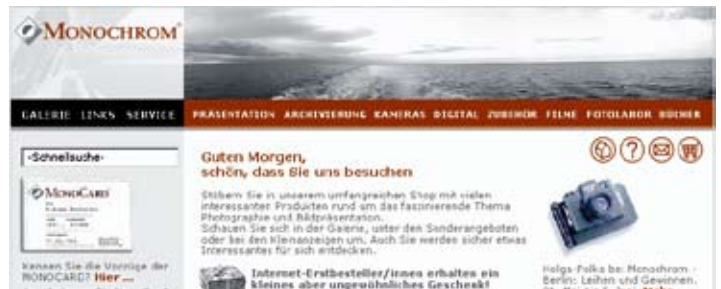 MONOCHROM
GALERIE LINKS SERVICE
PRÄSENTATION ARCHIVIERUNG KAMERAS DIGITAL ZUBEHÖR FILME FOTOLABOR BÜCHER
-Schnellsuche-
MONOCARD
Kennen Sie die Vorzüge der
MONOCARD? Hier ...
Guten Morgen,
schön, dass Sie uns besuchen
Stöbern Sie in unserem umfangreichen Shop mit vielen
interessanten Produkten rund um das faszinierende Thema
Photographie und Bildpräsentation.
Schauen Sie sich in der Galerie, unter den Sonderangeboten
oder bei den Kleinanzeigen um. Auch Sie werden sicher etwas
Interessantes für sich entdecken.
Internet-Erstbesteller/innen erhalten ein
kleines aber ungewöhnliches Geschenk!
Holga-Polka bei Monochrom -
Berlin: Leihen und Gewinnen.